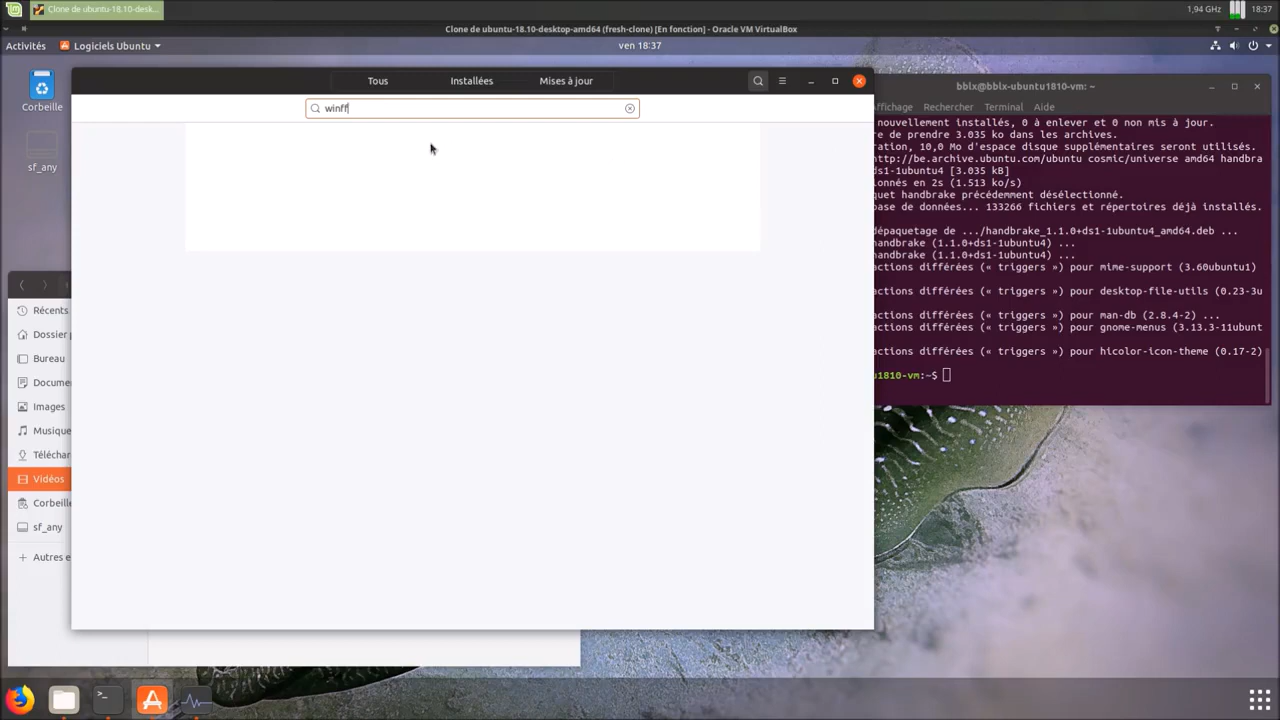 Clone de ubuntu-18.10-desktop-amd64
1,94 GHz
18:37
Clone de ubuntu-18.10-desktop-amd64 (fresh-clone) [En fonction] - Oracle VM VirtualBox
Activités
Logiciels Ubuntu
ven 18:37
Corbeille
sf_any
Tous
Installées
Mises à jour
winff
bblx@bblx-ubuntu1810-vm: ~
ffichage Rechercher Terminal Aide
nouvellement installés, 0 à enlever et 0 non mis à jour.
re de prendre 3.035 ko dans les archives.
ration, 10,0 Mo d'espace disque supplémentaires seront utilisés.
http://be.archive.ubuntu.com/ubuntu cosmic/universe amd64 handbra
ds1-1ubuntu4 [3.035 kB]
ionnés en 2s (1.513 ko/s)
quet handbrake précédemment désélectionné.
base de données... 133266 fichiers et répertoires déjà installés.
dépaquetage de .../handbrake_1.1.0+ds1-1ubuntu4_amd64.deb ...
handbrake (1.1.0+ds1-1ubuntu4) ...
handbrake (1.1.0+ds1-1ubuntu4) ...
actions différées (« triggers ») pour mime-support (3.60ubuntu1)
actions différées (« triggers ») pour desktop-file-utils (0.23-3u
actions différées (« triggers ») pour man-db (2.8.4-2) ...
actions différées (« triggers ») pour gnome-menus (3.13.3-11ubunt
actions différées (« triggers ») pour hicolor-icon-theme (0.17-2)
u1810-vm:~$
Récents
Dossier p
Bureau
Docume
Images
Musique
Téléchar
Vidéos
Corbeille
sf_any
+ Autres e